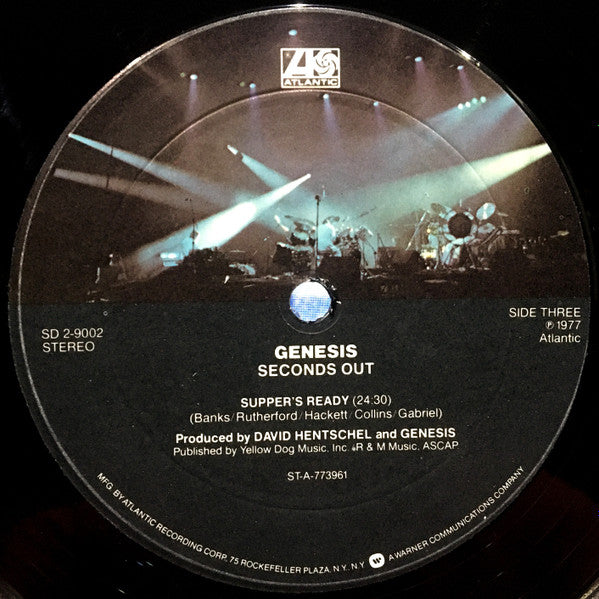 ATLANTIC
SD 2-9002
STEREO
SIDE THREE
℗ 1977
Atlantic
GENESIS
SECONDS OUT
SUPPER'S READY (24:30)
(Banks/Rutherford/Hackett/Collins/Gabriel)
Produced by DAVID HENTSCHEL and GENESIS
Published by Yellow Dog Music, Inc. R & M Music, ASCAP
ST-A-773961
MFG. BY ATLANTIC RECORDING CORP., 75 ROCKEFELLER PLAZA, N.Y., N.Y. A WARNER COMMUNICATIONS COMPANY